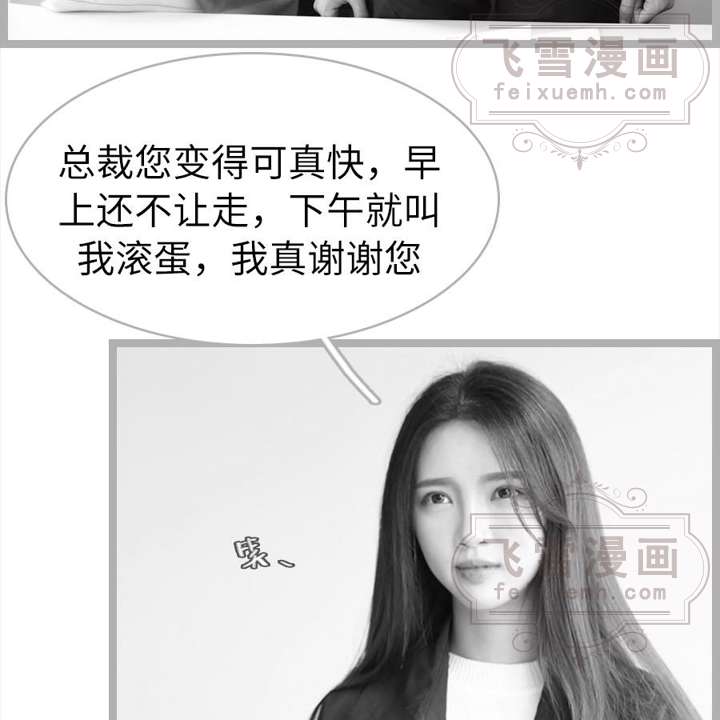 飞雪漫画
feixuemh.com
总裁您变得可真快，早
上还不让走，下午就叫
我滚蛋，我真谢谢您
飞雪漫画
feixuemh.com